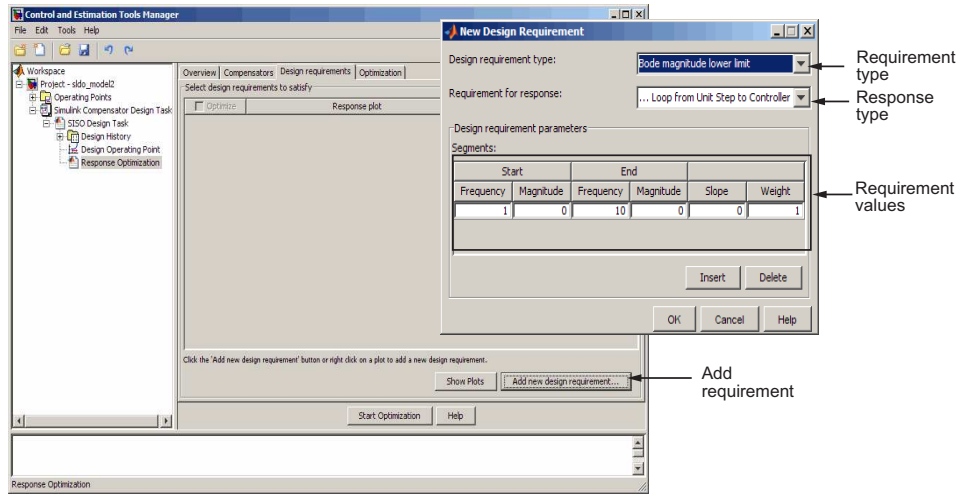 Control and Estimation Tools Manager
File Edit Tools Help
Workspace
Project - sldo_model2
Operating Points
Simulink Compensator Design Task
SISO Design Task
Design History
Design Operating Point
Response Optimization
Overview Compensators Design requirements Optimization
Select design requirements to satisfy
Optimize Response plot
Click the 'Add new design requirement' button or right click on a plot to add a new design requirement.
Show Plots Add new design requirement...
Start Optimization Help
Response Optimization
New Design Requirement
Design requirement type: Bode magnitude lower limit
Requirement for response: ... Loop from Unit Step to Controller
Design requirement parameters
Segments:
Start End
Frequency Magnitude Frequency Magnitude Slope Weight
1 0 10 0 0 1
Insert Delete
OK Cancel Help
Requirement
type
Response
type
Requirement
values
Add
requirement